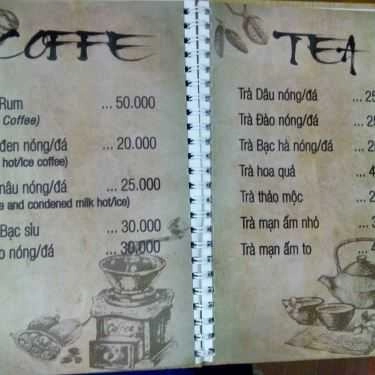 COFFE
Rum ... 50.000
Coffee)
đen nóng/đá ... 20.000
hot/ice coffee)
nâu nóng/đá ... 25.000
and condened milk hot/ice)
Bạc sỉu ... 30.000
nóng/đá ... 30.000
Coffee
TEA
Trà Dâu nóng/đá ...
Trà Đào nóng/đá ...
Trà Bạc hà nóng/đá ...
Trà hoa quả ...
Trà thảo mộc ...
Trà mạn ấm nhỏ ...
Trà mạn ấm to ...